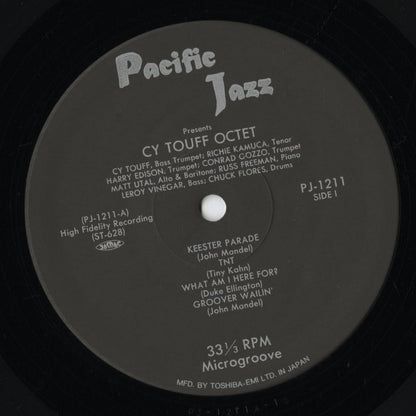 Pacific
Jazz
Presents
CY TOUFF OCTET
CY TOUFF, Bass Trumpet; RICHIE KAMUCA, Tenor
HARRY EDISON, Trumpet; CONRAD GOZZO, Trumpet
MATT UTAL, Alto & Baritone; RUSS FREEMAN, Piano
LEROY VINEGAR, Bass; CHUCK FLORES, Drums
(PJ-1211-A)
High Fidelity Recording
(ST-628)
PJ-1211
SIDE I
KEESTER PARADE
(John Mandel)
TNT
(Tiny Kahn)
WHAT AM I HERE FOR?
(Duke Ellington)
GROOVER WAILIN'
(John Mandel)
33⅓ RPM
Microgroove
MFD. BY TOSHIBA-EMI LTD. IN JAPAN